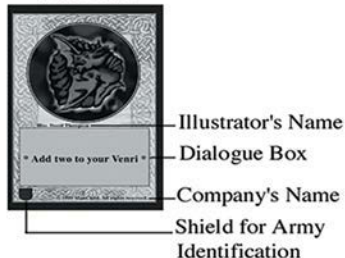 Illustrator's Name
* Add two to your Venri *
Dialogue Box
Company's Name
Shield for Army
Identification